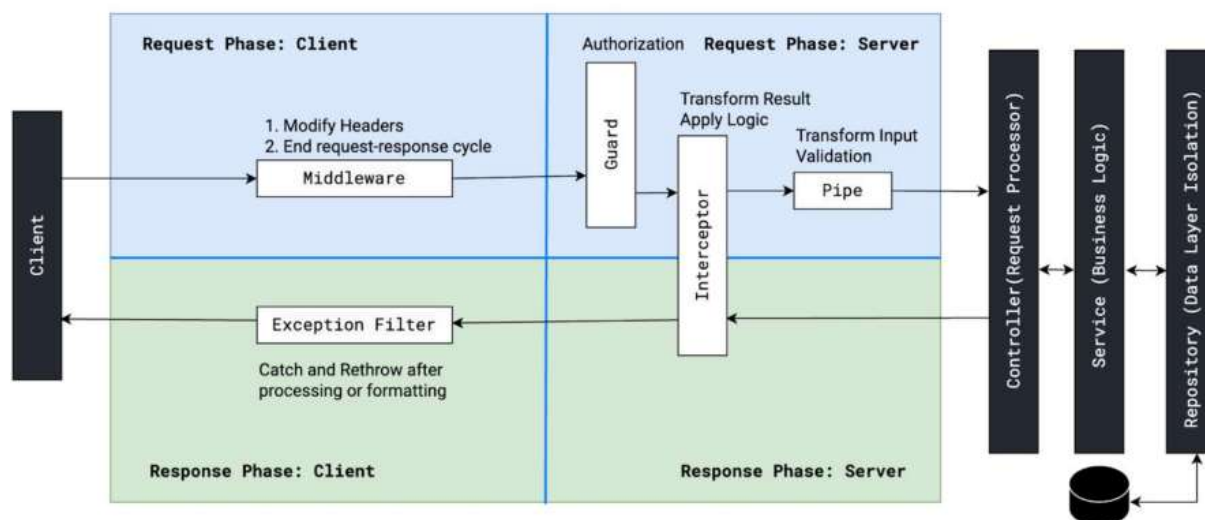 Request Phase: Client
Authorization
Request Phase: Server
1. Modify Headers
2. End request-response cycle
Middleware
Guard
Transform Result
Apply Logic
Transform Input
Validation
Pipe
Client
Interceptor
Controller(Request Processor)
Service (Business Logic)
Repository (Data Layer Isolation)
Exception Filter
Catch and Rethrow after
processing or formatting
Response Phase: Client
Response Phase: Server